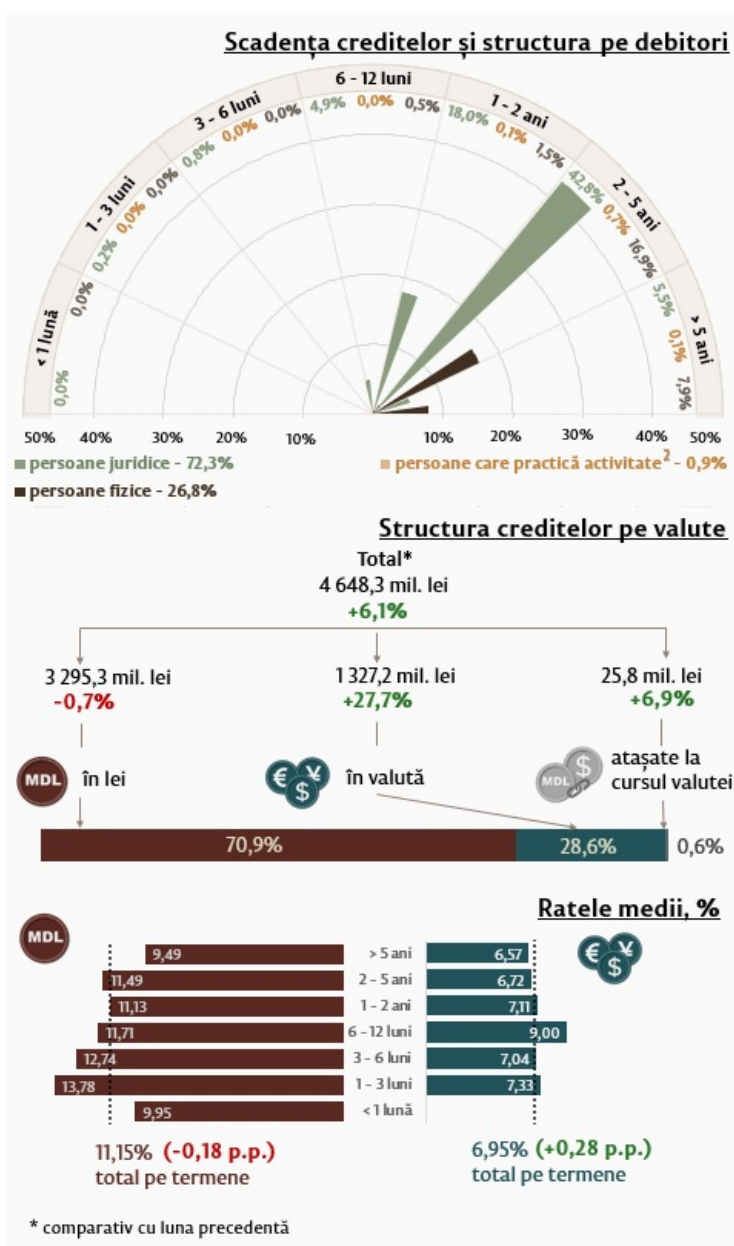 Scadența creditelor și structura pe debitori
< 1 lună
1 - 3 luni
3 - 6 luni
6 - 12 luni
1 - 2 ani
2 - 5 ani
> 5 ani
0,0%
0,0%
0,2%
0,0%
0,0%
0,8%
0,0%
0,0%
4,9%
0,0%
0,5%
18,0%
0,1%
1,5%
42,8%
0,7%
16,9%
5,5%
0,1%
7,9%
50% 40% 30% 20% 10% 10% 20% 30% 40% 50%
persoane juridice - 72,3%
persoane care practică activitate² - 0,9%
persoane fizice - 26,8%
Structura creditelor pe valute
Total*
4 648,3 mil. lei
+6,1%
3 295,3 mil. lei
-0,7%
1 327,2 mil. lei
+27,7%
25,8 mil. lei
+6,9%
MDL
în lei
€ ¥ $
în valută
MDL $
atașate la
cursul valutei
70,9% 28,6% 0,6%
Ratele medii, %
MDL
€ ¥ $
9,49 > 5 ani 6,57
11,49 2 - 5 ani 6,72
11,13 1 - 2 ani 7,11
11,71 6 - 12 luni 9,00
12,74 3 - 6 luni 7,04
13,78 1 - 3 luni 7,33
9,95 < 1 lună
11,15% (-0,18 p.p.)
total pe termene
6,95% (+0,28 p.p.)
total pe termene
* comparativ cu luna precedentă